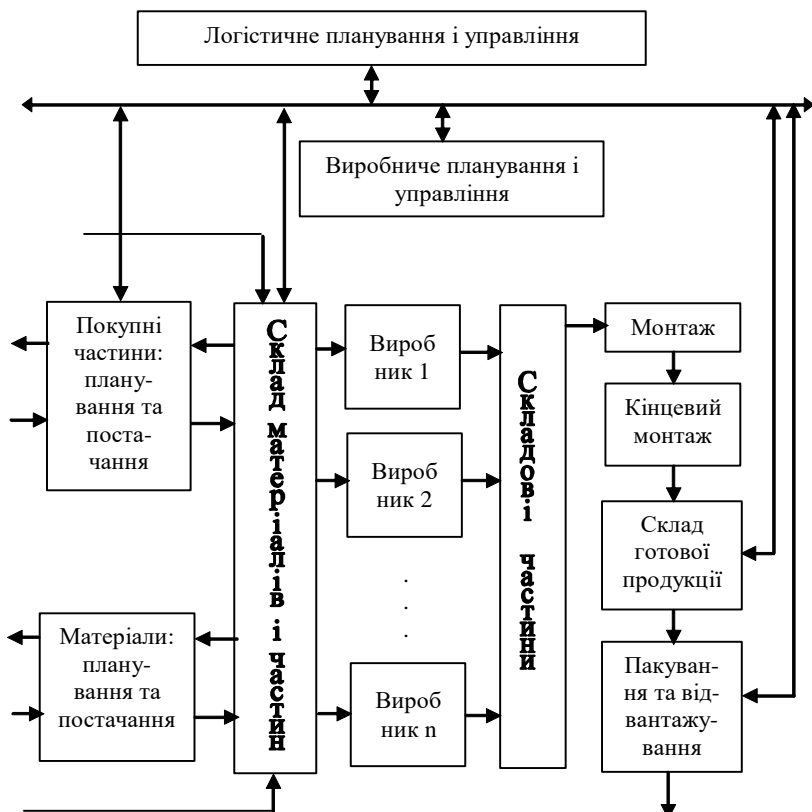 Логістичне планування і управління
Виробниче планування і
управління
Покупні
частини:
плану-
вання та
поста-
чання
Матеріали:
плану-
вання та
постачання
Склад матеріалів і частин
Вироб
ник 1
Вироб
ник 2
.
.
.
Вироб
ник n
Складові частини
Монтаж
Кінцевий
монтаж
Склад
готової
продукції
Пакуван-
ня та від-
вантажу-
вання